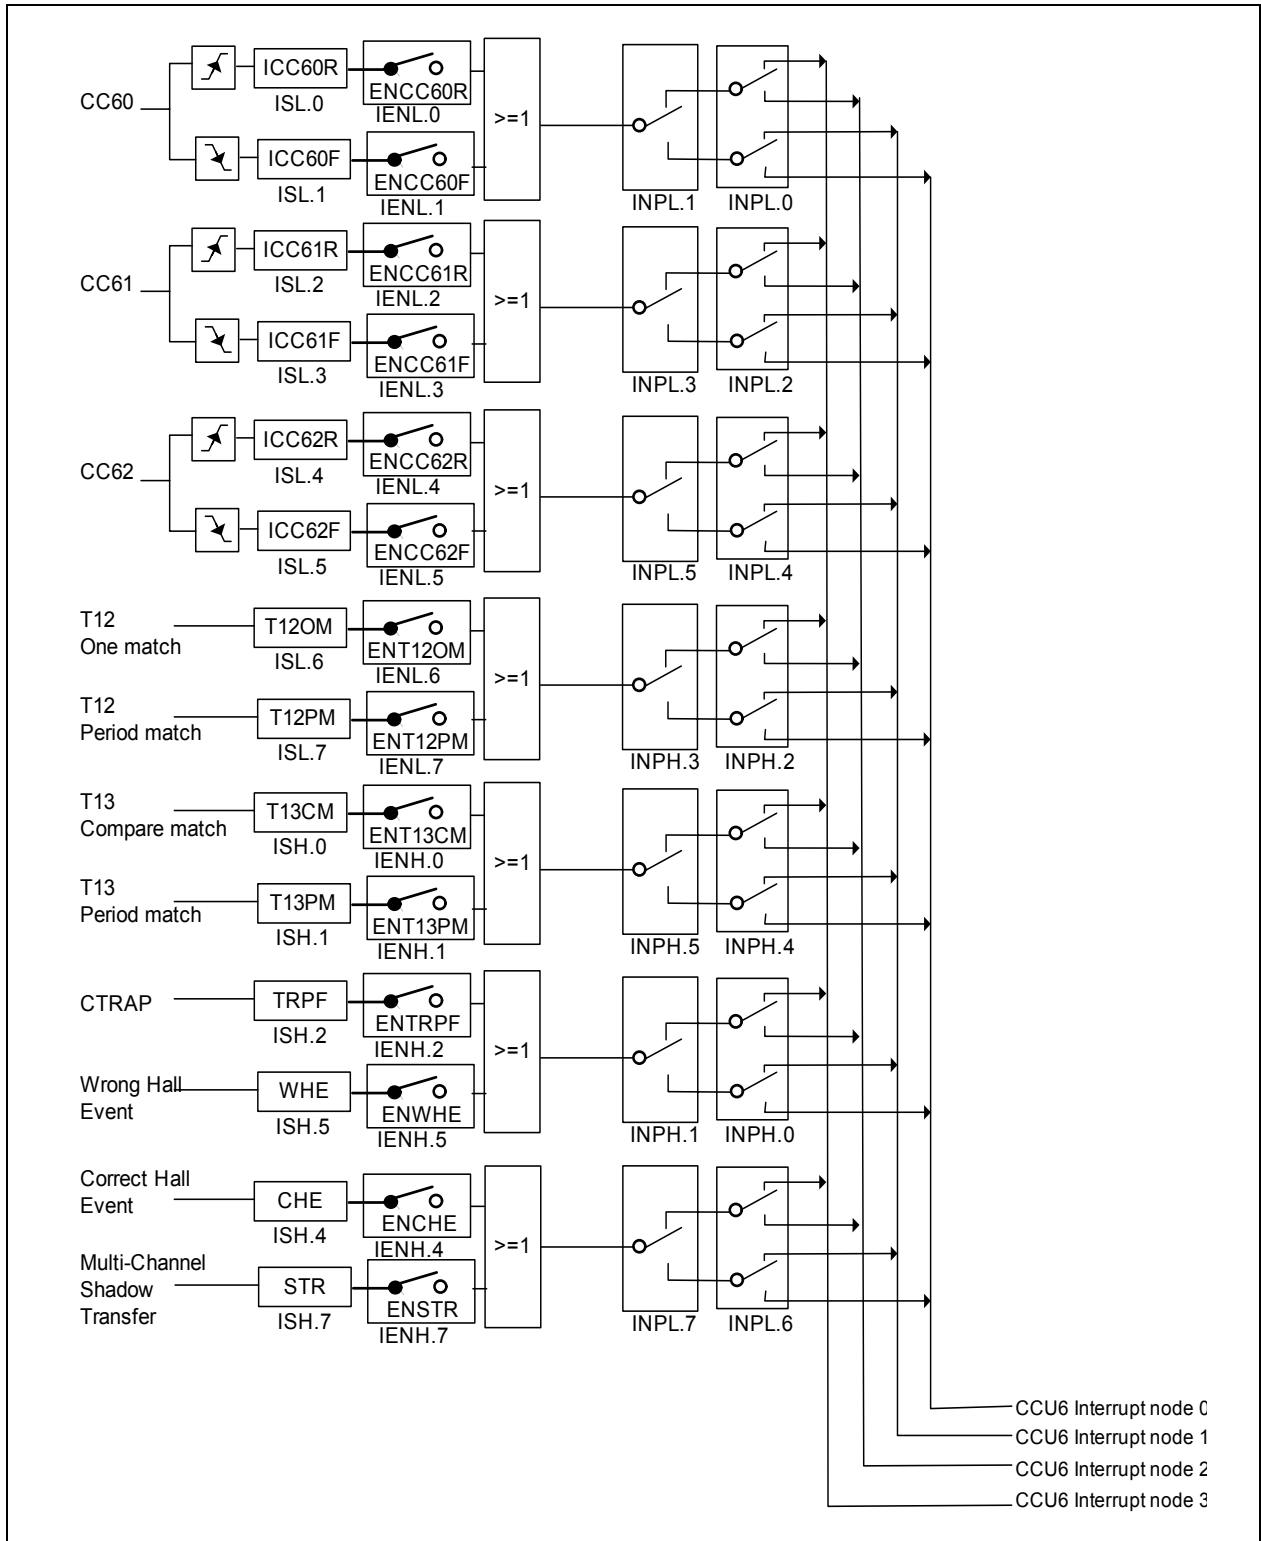 CC60
ICC60R
ISL.0
ENCC60R
IENL.0
ICC60F
ISL.1
ENCC60F
IENL.1
>=1
INPL.1
INPL.0
CC61
ICC61R
ISL.2
ENCC61R
IENL.2
ICC61F
ISL.3
ENCC61F
IENL.3
>=1
INPL.3
INPL.2
CC62
ICC62R
ISL.4
ENCC62R
IENL.4
ICC62F
ISL.5
ENCC62F
IENL.5
>=1
INPL.5
INPL.4
T12
One match
T12OM
ISL.6
ENT12OM
IENL.6
T12
Period match
T12PM
ISL.7
ENT12PM
IENL.7
>=1
INPH.3
INPH.2
T13
Compare match
T13CM
ISH.0
ENT13CM
IENH.0
T13
Period match
T13PM
ISH.1
ENT13PM
IENH.1
>=1
INPH.5
INPH.4
CTRAP
TRPF
ISH.2
ENTRPF
IENH.2
Wrong Hall
Event
WHE
ISH.5
ENWHE
IENH.5
>=1
INPH.1
INPH.0
Correct Hall
Event
CHE
ISH.4
ENCHE
IENH.4
Multi-Channel
Shadow
Transfer
STR
ISH.7
ENSTR
IENH.7
>=1
INPL.7
INPL.6
CCU6 Interrupt node 0
CCU6 Interrupt node 1
CCU6 Interrupt node 2
CCU6 Interrupt node 3